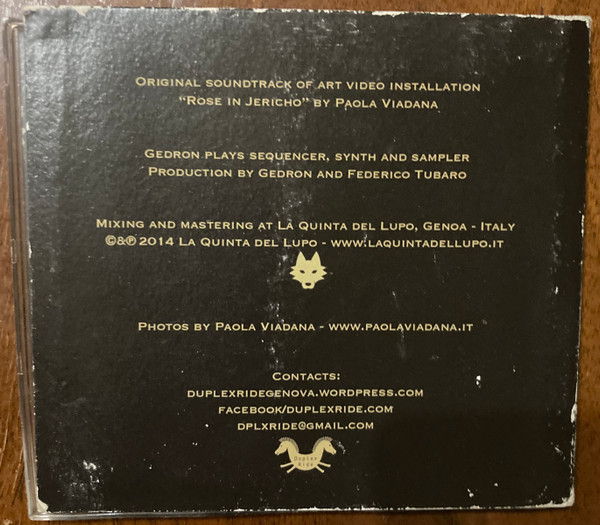 Original soundtrack of art video installation
“Rose in Jericho” by Paola Viadana
Gedron plays sequencer, synth and sampler
Production by Gedron and Federico Tubaro
Mixing and mastering at La Quinta del Lupo, Genoa - Italy
©&℗ 2014 La Quinta del Lupo - www.laquintadellupo.it
Photos by Paola Viadana - www.paolaviadana.it
Contacts:
duplexridegenova.wordpress.com
facebook/duplexride.com
dplxride@gmail.com
Duplex
Ride